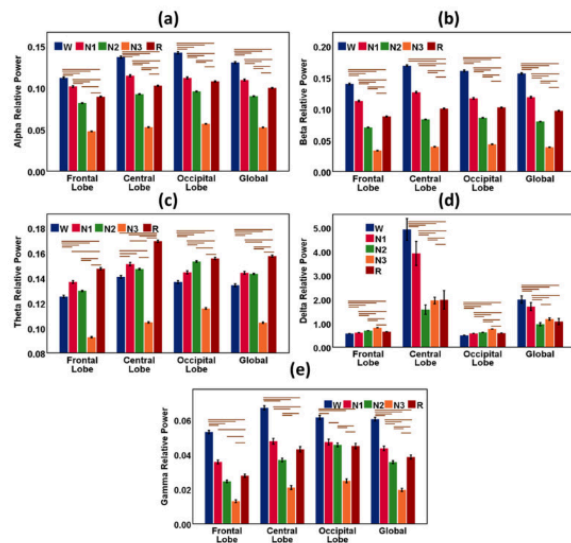 (a)
Alpha Relative Power
0.15
0.10
0.05
0.00
W N1 N2 N3 R
Frontal Lobe
Central Lobe
Occipital Lobe
Global
(b)
Beta Relative Power
0.20
0.15
0.10
0.05
0.00
W N1 N2 N3 R
Frontal Lobe
Central Lobe
Occipital Lobe
Global
(c)
Theta Relative Power
0.18
0.16
0.14
0.12
0.10
0.08
W N1 N2 N3 R
Frontal Lobe
Central Lobe
Occipital Lobe
Global
(d)
Delta Relative Power
5.00
4.00
3.00
2.00
1.00
0.00
W
N1
N2
N3
R
Frontal Lobe
Central Lobe
Occipital Lobe
Global
(e)
Gamma Relative Power
0.06
0.04
0.02
0.00
W N1 N2 N3 R
Frontal Lobe
Central Lobe
Occipital Lobe
Global